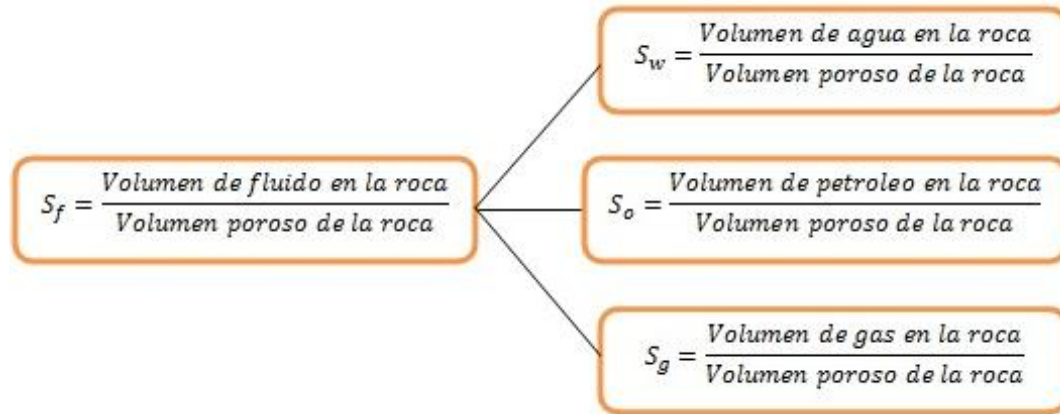 S_w = Volumen de agua en la roca / Volumen poroso de la roca
S_f = Volumen de fluido en la roca / Volumen poroso de la roca
S_o = Volumen de petroleo en la roca / Volumen poroso de la roca
S_g = Volumen de gas en la roca / Volumen poroso de la roca